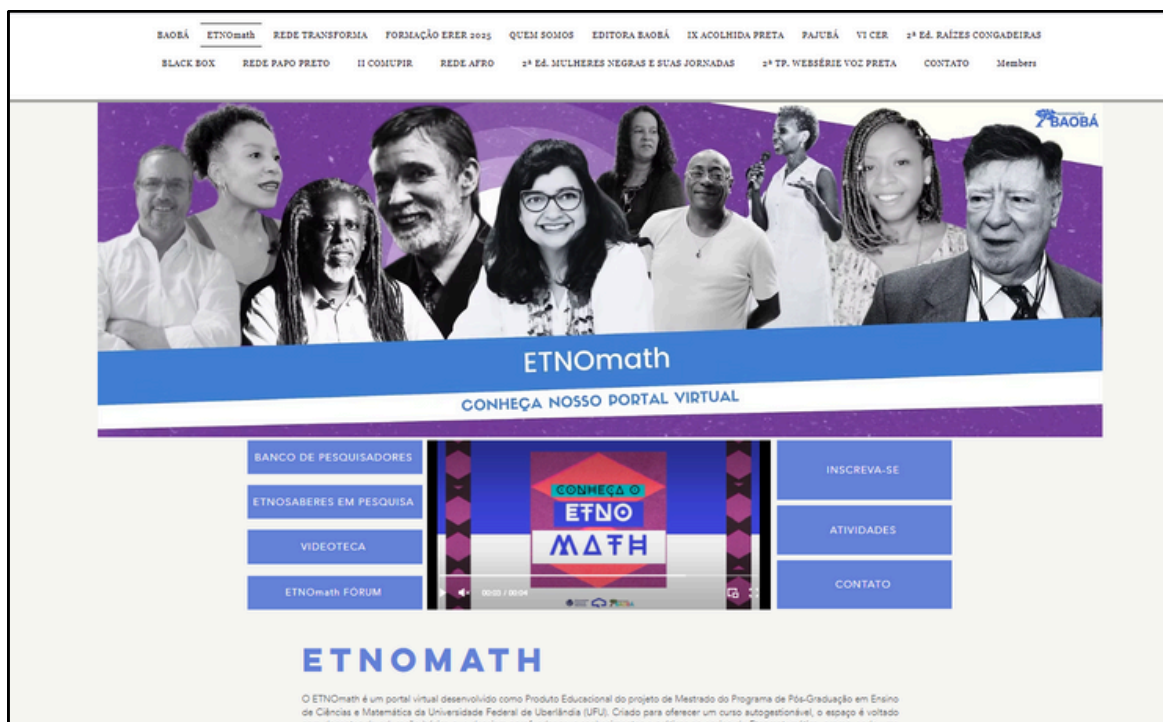 BAOBÁ ETNOmath REDE TRANSFORMA FORMAÇÃO ERER 2025 QUEM SOMOS EDITORA BAOBÁ IX ACOLHIDA PRETA PAJUBÁ VI CER 2ª Ed. RAÍZES CONGADEIRAS
BLACK BOX REDE PAPO PRETO II COMUPIR REDE AFRO 2ª Ed. MULHERES NEGRAS E SUAS JORNADAS 2ª TP. WEBSÉRIE VOZ PRETA CONTATO Members
BAOBÁ
ETNOmath
CONHEÇA NOSSO PORTAL VIRTUAL
BANCO DE PESQUISADORES
ETNOSABERES EM PESQUISA
VIDEOTECA
ETNOmath FÓRUM
CONHEÇA O
ETNO
MATH
00:03 / 00:04
INSCREVA-SE
ATIVIDADES
CONTATO
ETNOMATH
O ETNOmath é um portal virtual desenvolvido como Produto Educacional do projeto de Mestrado do Programa de Pós-Graduação em Ensino
de Ciências e Matemática da Universidade Federal de Uberlândia (UFU). Criado para oferecer um curso autogestionável, o espaço é voltado